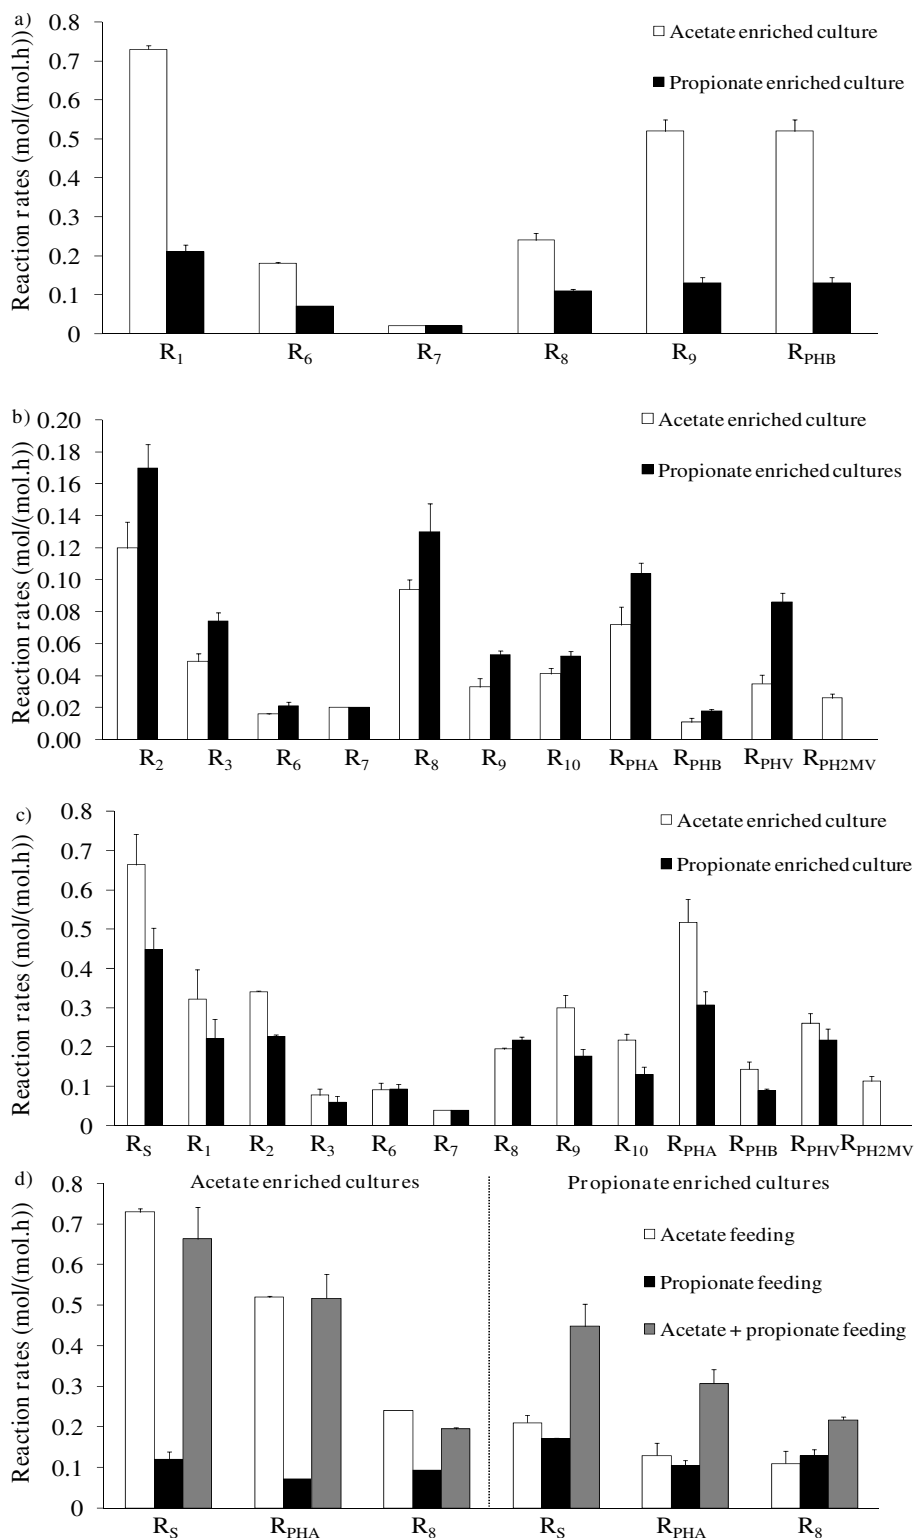 a)
Reaction rates (mol/(mol.h))
0.8
0.7
0.6
0.5
0.4
0.3
0.2
0.1
0
Acetate enriched culture
Propionate enriched culture
R1 R6 R7 R8 R9 RPHB
b)
Reaction rates (mol/(mol.h))
0.20
0.18
0.16
0.14
0.12
0.10
0.08
0.06
0.04
0.02
0.00
Acetate enriched culture
Propionate enriched cultures
R2 R3 R6 R7 R8 R9 R10 RPHA RPHB RPHV RPH2MV
c)
Reaction rates (mol/(mol.h))
0.8
0.7
0.6
0.5
0.4
0.3
0.2
0.1
0
Acetate enriched culture
Propionate enriched culture
RS R1 R2 R3 R6 R7 R8 R9 R10 RPHA RPHB RPHV RPH2MV
d)
Reaction rates (mol/(mol.h))
0.8
0.7
0.6
0.5
0.4
0.3
0.2
0.1
0
Acetate enriched cultures
Propionate enriched cultures
Acetate feeding
Propionate feeding
Acetate + propionate feeding
RS RPHA R8 RS RPHA R8